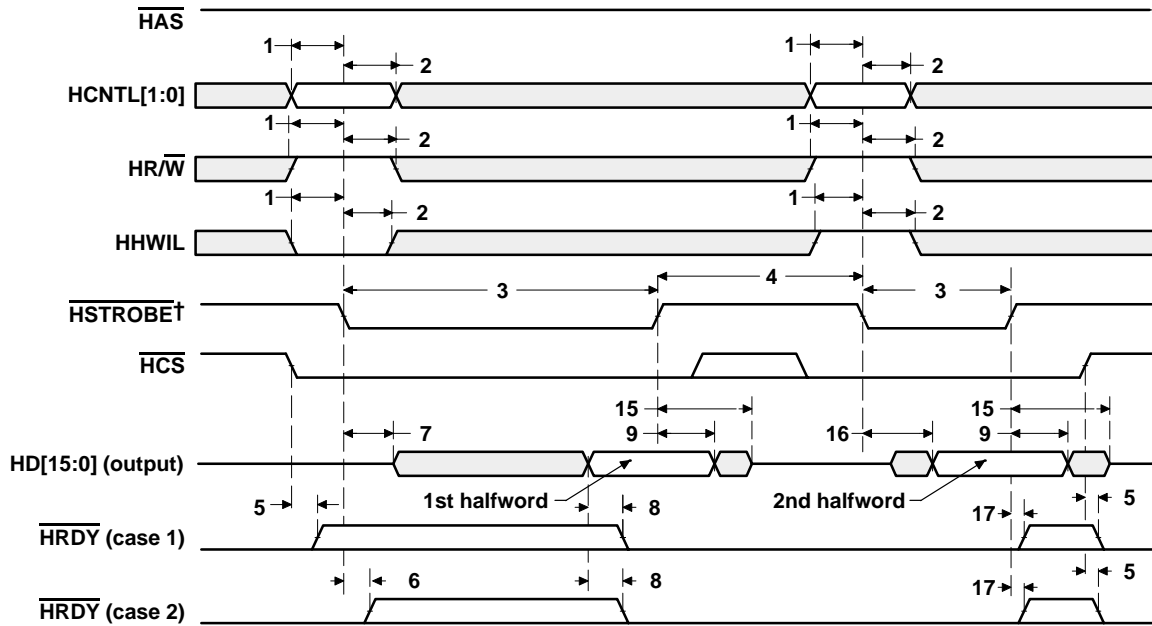 HAS
1
1
2
2
HCNTL[1:0]
1
1
2
2
HR/W
1
1
2
2
HHWIL
4
3
3
HSTROBE†
HCS
15
15
7
9
16
9
HD[15:0] (output)
1st halfword
2nd halfword
5
8
17
5
HRDY (case 1)
6
8
17
5
HRDY (case 2)